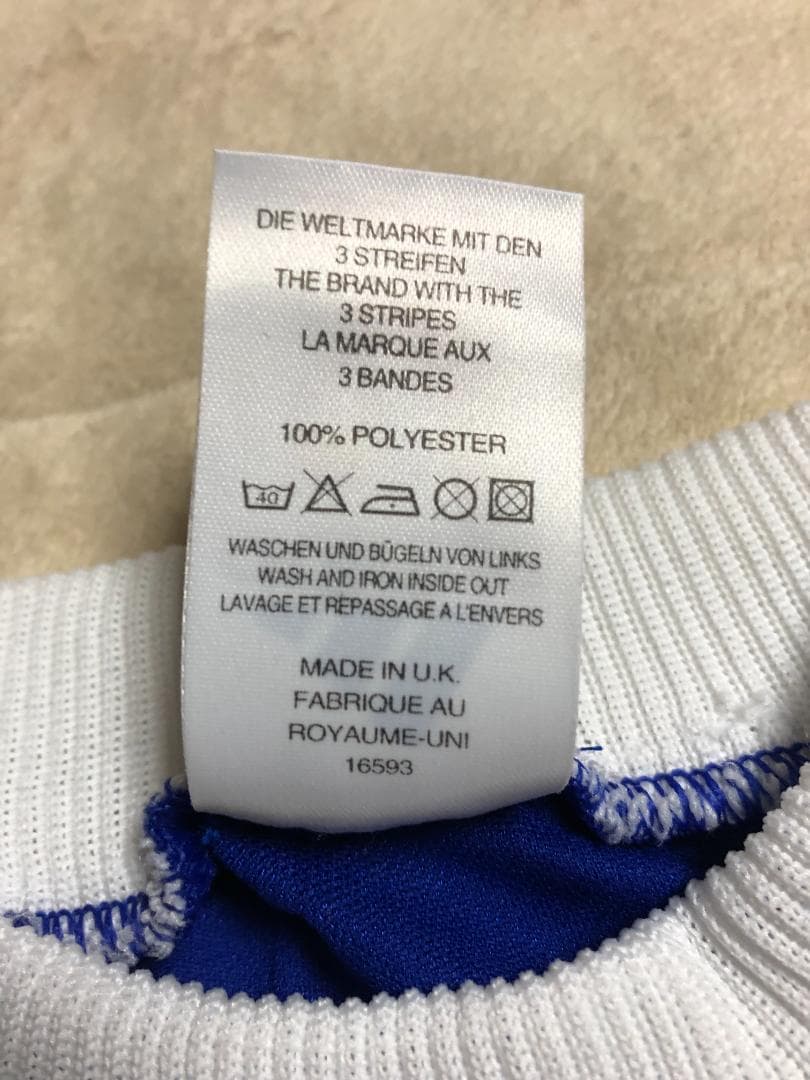 DIE WELTMARKE MIT DEN
3 STREIFEN
THE BRAND WITH THE
3 STRIPES
LA MARQUE AUX
3 BANDES
100% POLYESTER
40
WASCHEN UND BÜGELN VON LINKS
WASH AND IRON INSIDE OUT
LAVAGE ET REPASSAGE A L'ENVERS
MADE IN U.K.
FABRIQUE AU
ROYAUME-UNI
16593